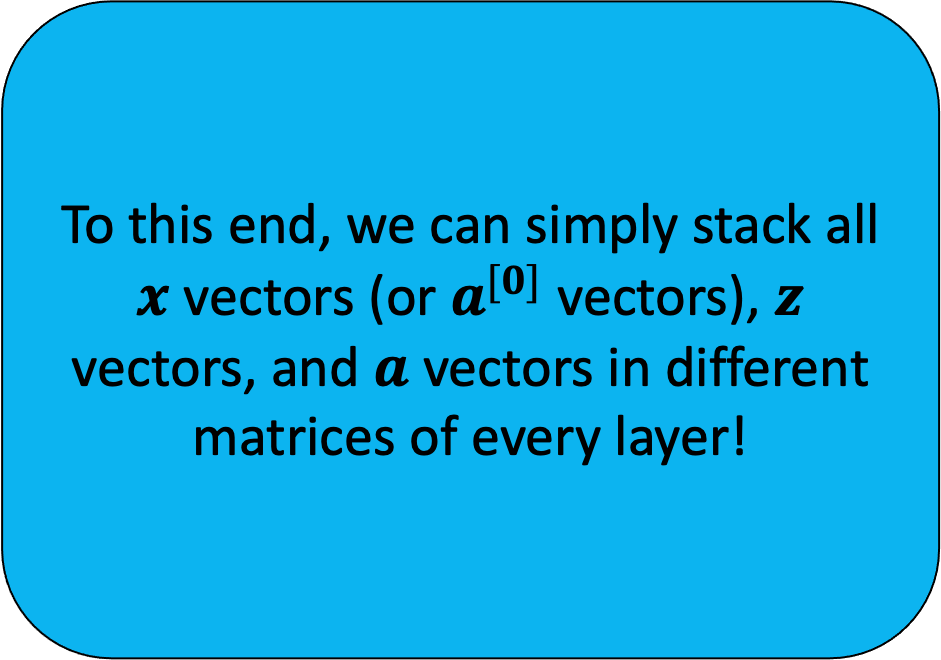 To this end, we can simply stack all
x vectors (or a^[0] vectors), z
vectors, and a vectors in different
matrices of every layer!